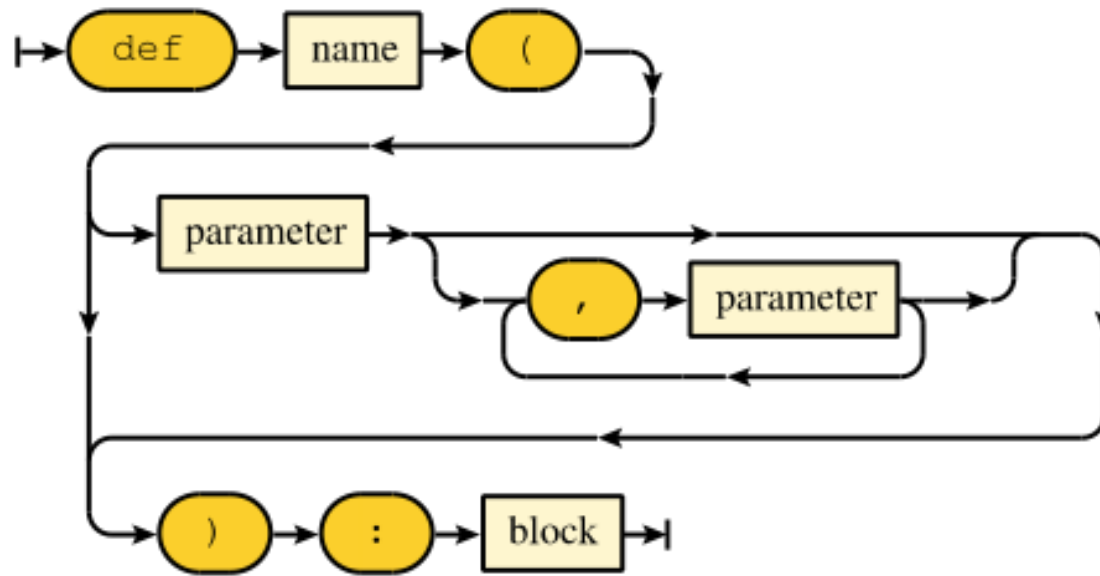 def name (
parameter
, parameter
) : block